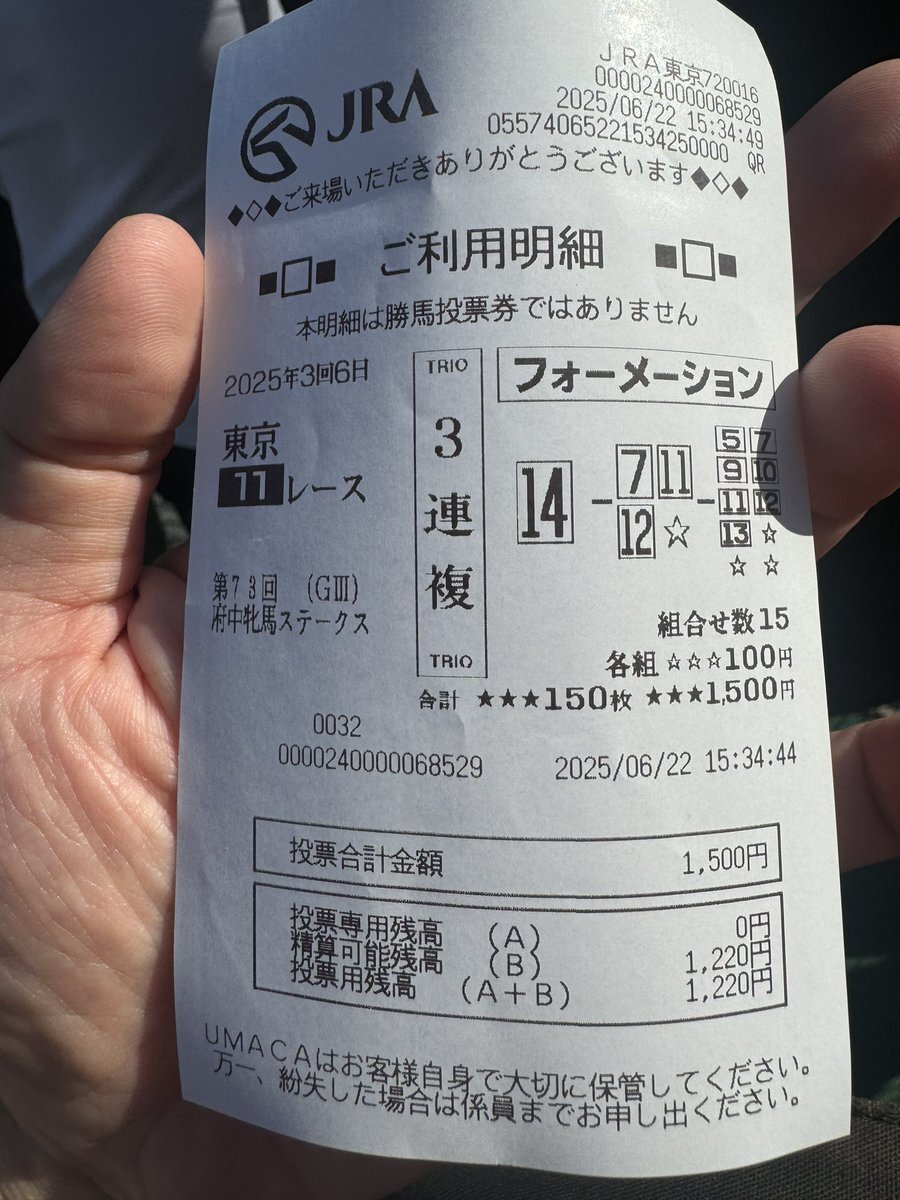 JRA
JRA東京720016
0000240000068529
2025/06/22 15:34:49
05574065221534250000 QR
◆◇◆ご来場いただきありがとうございます◆◇◆
■□■ ご利用明細 ■□■
本明細は勝馬投票券ではありません
2025年3回6日
東京
11レース
第73回 (GⅢ)
府中牝馬ステークス
TRIO
3連複
TRIO
フォーメーション
14 - 7 11 12 ☆ - 5 7 9 10 11 12 13 ☆ ☆ ☆
組合せ数15
各組 ☆☆☆100円
合計 ★★★150枚 ★★★1,500円
0032
0000240000068529 2025/06/22 15:34:44
投票合計金額 1,500円
投票専用残高 (A) 0円
精算可能残高 (B) 1,220円
投票用残高 (A+B) 1,220円
UMACAはお客様自身で大切に保管してください。
万一、紛失した場合は係員までお申し出ください。